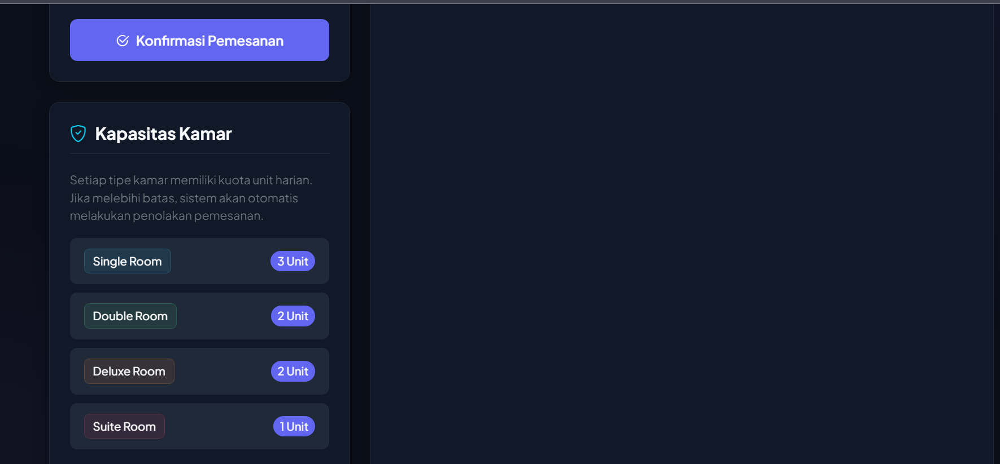 Konfirmasi Pemesanan
Kapasitas Kamar
Setiap tipe kamar memiliki kuota unit harian.
Jika melebihi batas, sistem akan otomatis
melakukan penolakan pemesanan.
Single Room 3 Unit
Double Room 2 Unit
Deluxe Room 2 Unit
Suite Room 1 Unit